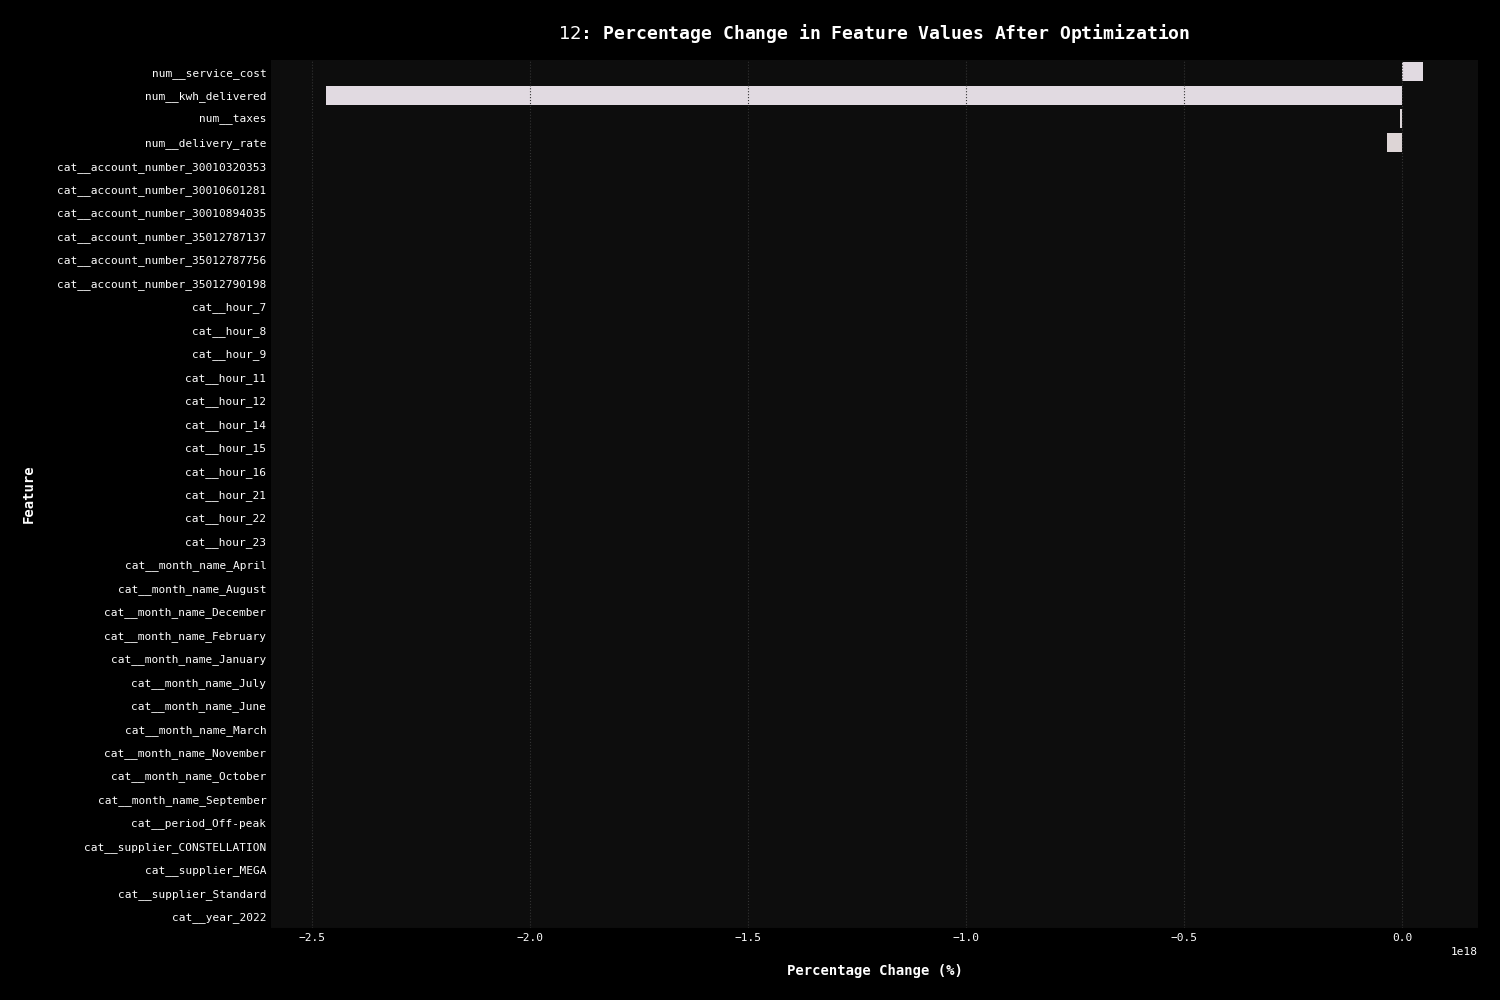 12: Percentage Change in Feature Values After Optimization
num__service_cost
num__kwh_delivered
num__taxes
num__delivery_rate
cat__account_number_30010320353
cat__account_number_30010601281
cat__account_number_30010894035
cat__account_number_35012787137
cat__account_number_35012787756
cat__account_number_35012790198
cat__hour_7
cat__hour_8
cat__hour_9
cat__hour_11
cat__hour_12
cat__hour_14
cat__hour_15
cat__hour_16
cat__hour_21
cat__hour_22
cat__hour_23
cat__month_name_April
cat__month_name_August
cat__month_name_December
cat__month_name_February
cat__month_name_January
cat__month_name_July
cat__month_name_June
cat__month_name_March
cat__month_name_November
cat__month_name_October
cat__month_name_September
cat__period_Off-peak
cat__supplier_CONSTELLATION
cat__supplier_MEGA
cat__supplier_Standard
cat__year_2022
Feature
−2.5 −2.0 −1.5 −1.0 −0.5 0.0
1e18
Percentage Change (%)